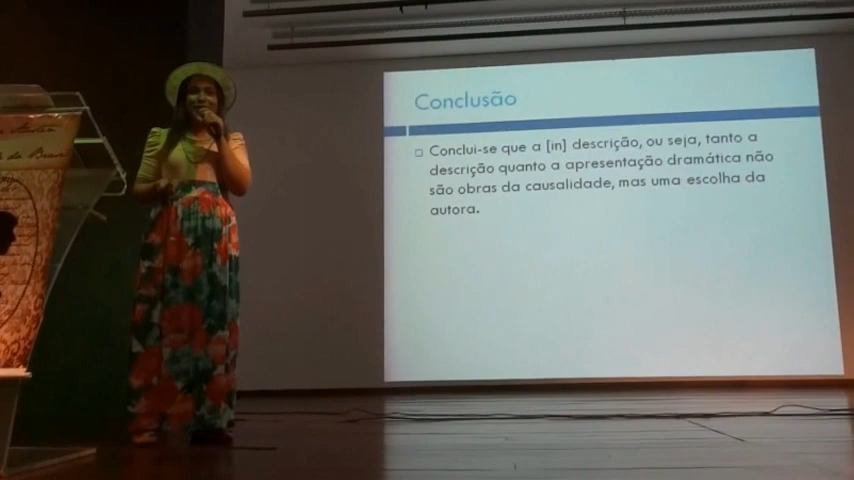 Conclusão
Conclui-se que a [in] descrição, ou seja, tanto a
descrição quanto a apresentação dramática não
são obras da causalidade, mas uma escolha da
autora.